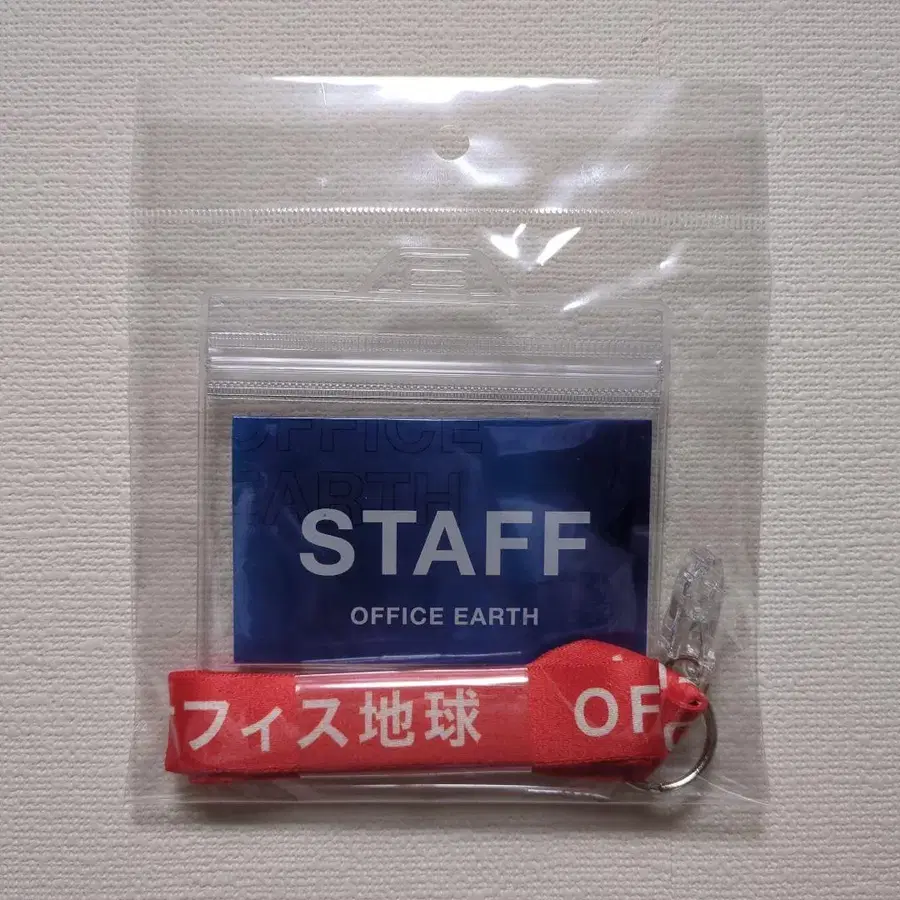 OFFICE
EARTH
STAFF
OFFICE EARTH
フィス地球 OF